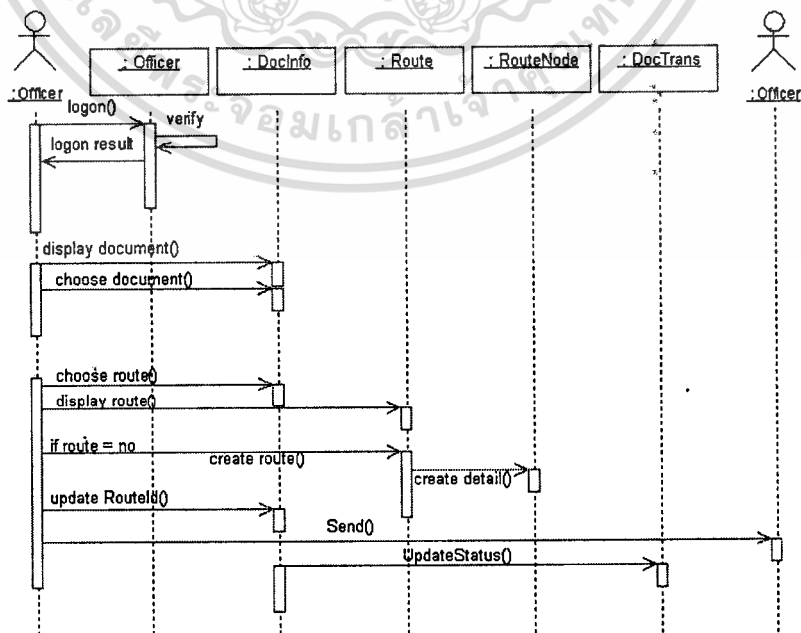 : Officer
: DocInfo
: Route
: RouteNode
: DocTrans
:Officer
:Officer
logon()
verify
logon result
display document()
choose document()
choose route()
display route()
if route = no
create route()
create detail()
update RouteId()
Send()
UpdateStatus()